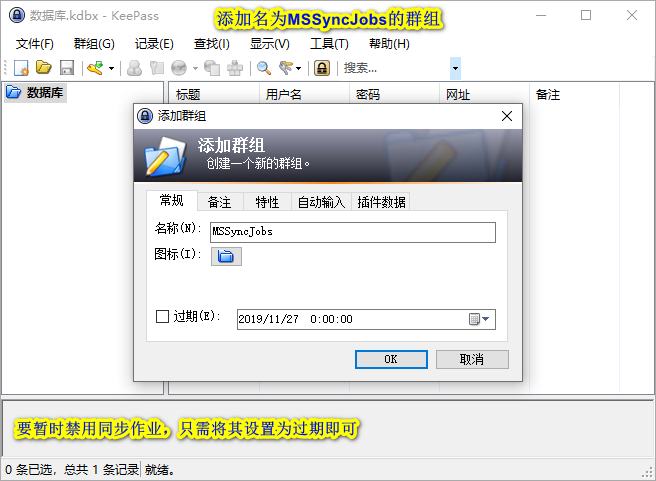 数据库.kdbx - KeePass
添加名为MSSyncJobs的群组
文件(F) 群组(G) 记录(E) 查找(I) 显示(V) 工具(T) 帮助(H)
搜索...
数据库
标题 用户名 密码 网址 备注
添加群组
添加群组
创建一个新的群组。
常规 备注 特性 自动输入 插件数据
名称(N): MSSyncJobs
图标(I):
过期(E): 2019/11/27 0:00:00
OK 取消
要暂时禁用同步作业，只需将其设置为过期即可
0 条已选，总共 1 条记录 就绪。